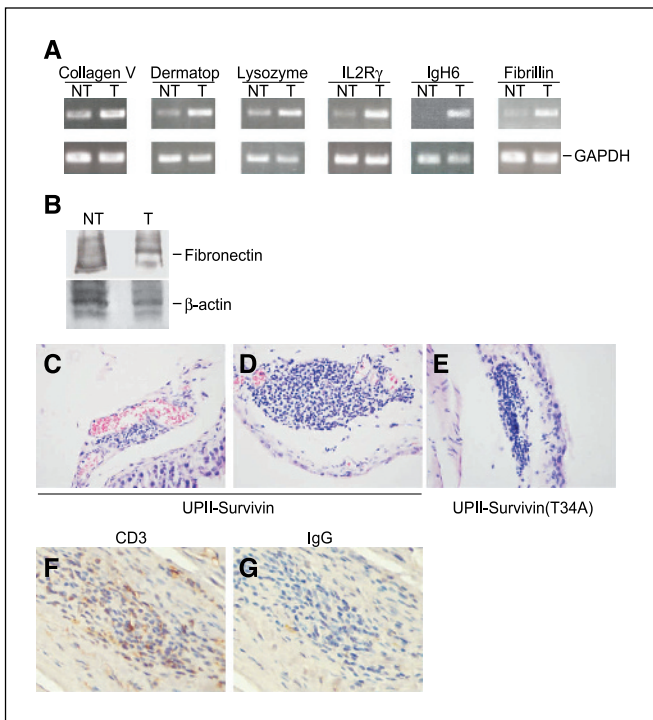 A
Collagen V Dermatop Lysozyme IL2Rγ IgH6 Fibrillin
NT T NT T NT T NT T NT T NT T
GAPDH
B
NT T
Fibronectin
β-actin
C D E
UPII-Survivin UPII-Survivin(T34A)
CD3 IgG
F G